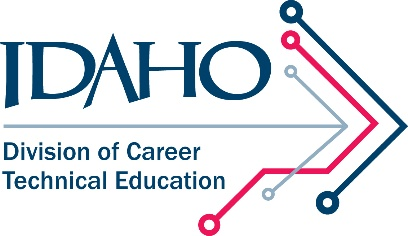 IDAHO
Division of Career
Technical Education